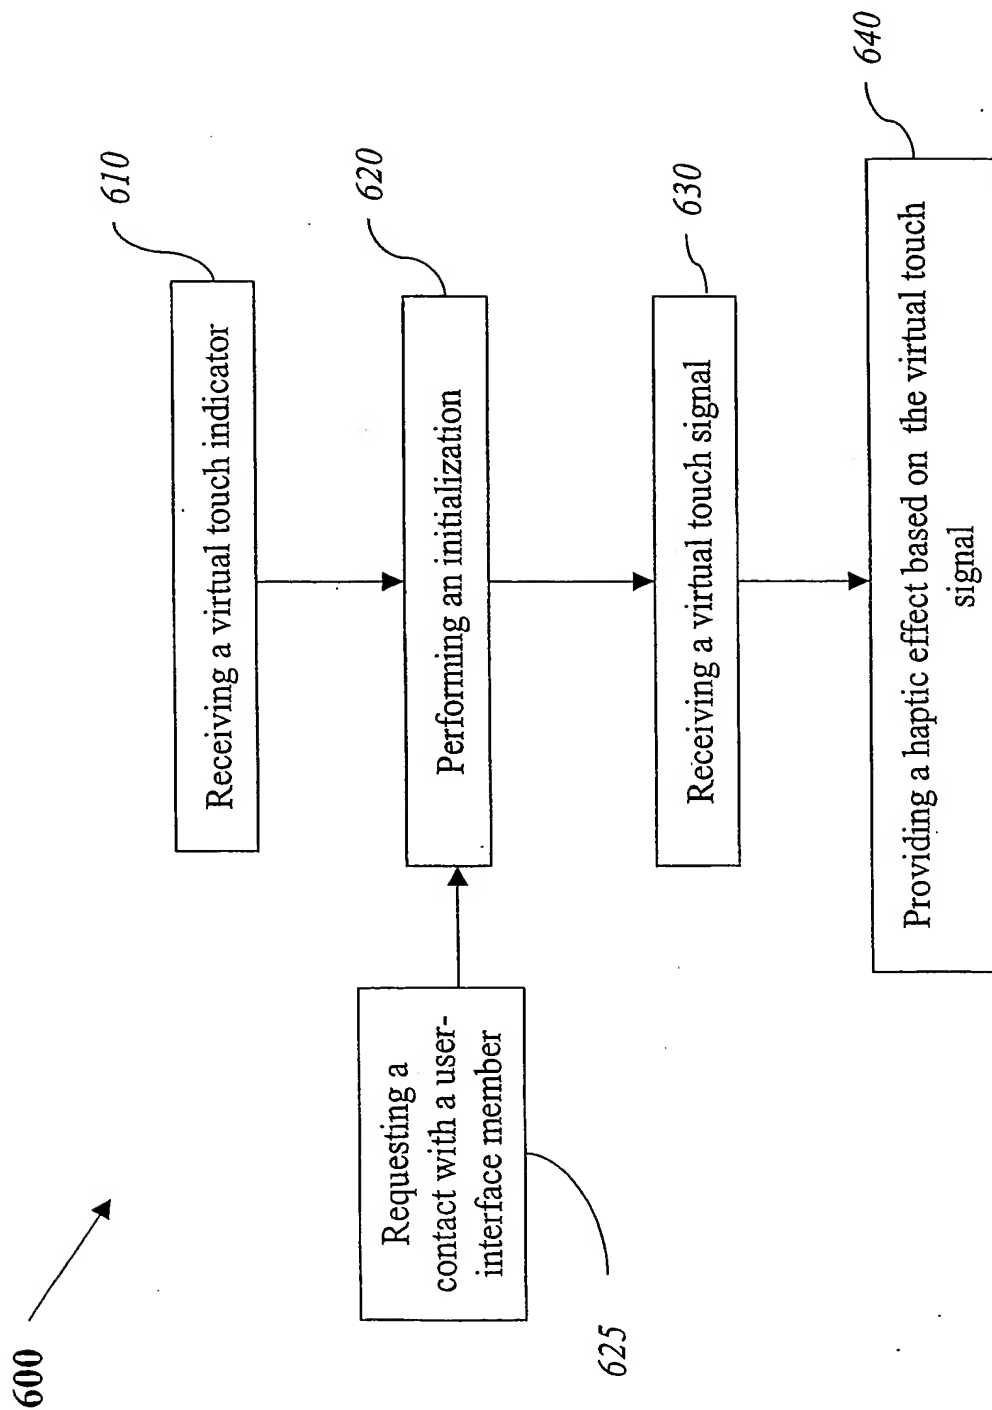 600
610
Receiving a virtual touch indicator
620
Performing an initialization
Requesting a
contact with a user-
interface member
625
630
Receiving a virtual touch signal
640
Providing a haptic effect based on the virtual touch
signal